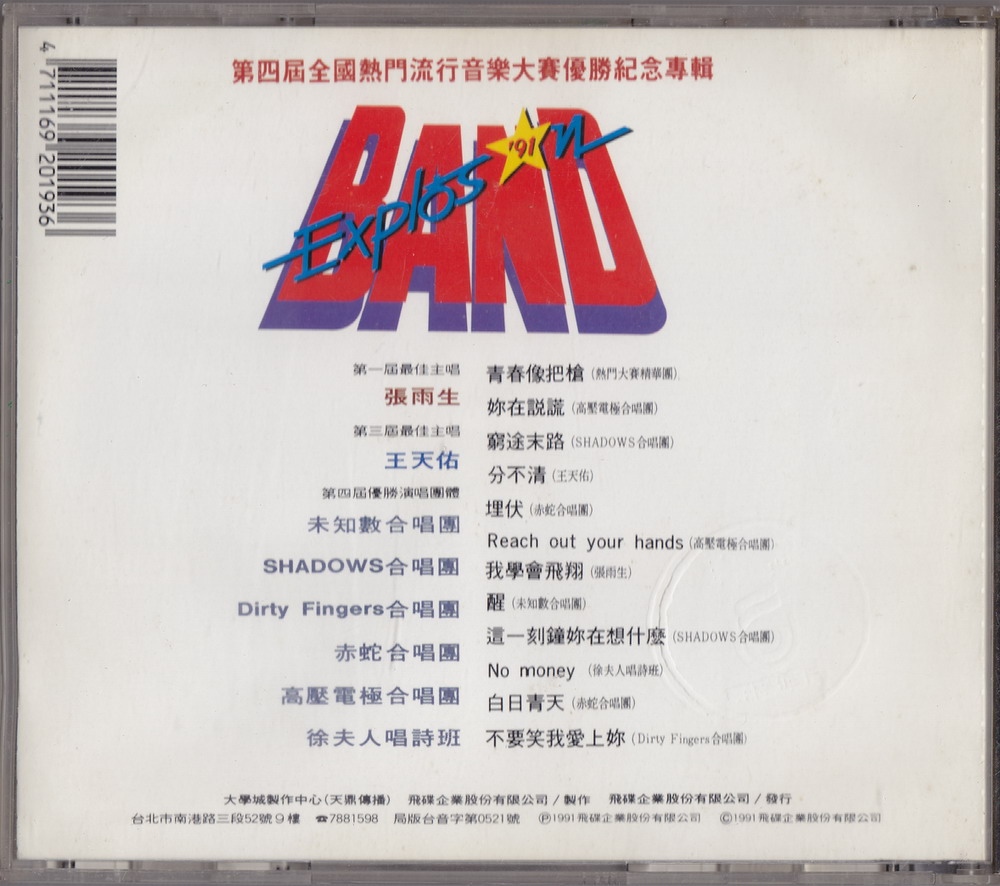 4 711169 201936
第四屆全國熱門流行音樂大賽優勝紀念專輯
BAND
Explosion
'91
第一屆最佳主唱
張雨生
第三屆最佳主唱
王天佑
第四屆優勝演唱團體
未知數合唱團
SHADOWS合唱團
Dirty Fingers合唱團
赤蛇合唱團
高壓電極合唱團
徐夫人唱詩班
青春像把槍(熱門大賽精華團)
妳在説謊(高壓電極合唱團)
窮途末路(SHADOWS合唱團)
分不清(王天佑)
埋伏(赤蛇合唱團)
Reach out your hands(高壓電極合唱團)
我學會飛翔(張雨生)
醒(未知數合唱團)
這一刻鐘妳在想什麼(SHADOWS合唱團)
No money (徐夫人唱詩班)
白日青天(赤蛇合唱團)
不要笑我愛上妳(Dirty Fingers合唱團)
大學城製作中心(天鼎傳播) 飛碟企業股份有限公司/製作 飛碟企業股份有限公司/發行
台北市南港路三段52號9樓 ☎7881598 局版台音字第0521號 Ⓟ1991飛碟企業股份有限公司 ©1991飛碟企業股份有限公司